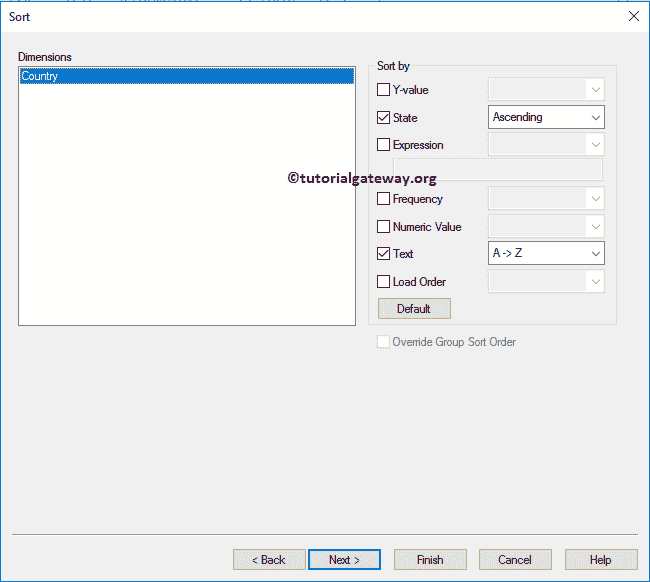 Sort
Dimensions
Country
Sort by
Y-value
State Ascending
Expression
©tutorialgateway.org
Frequency
Numeric Value
Text A -> Z
Load Order
Default
Override Group Sort Order
< Back Next > Finish Cancel Help